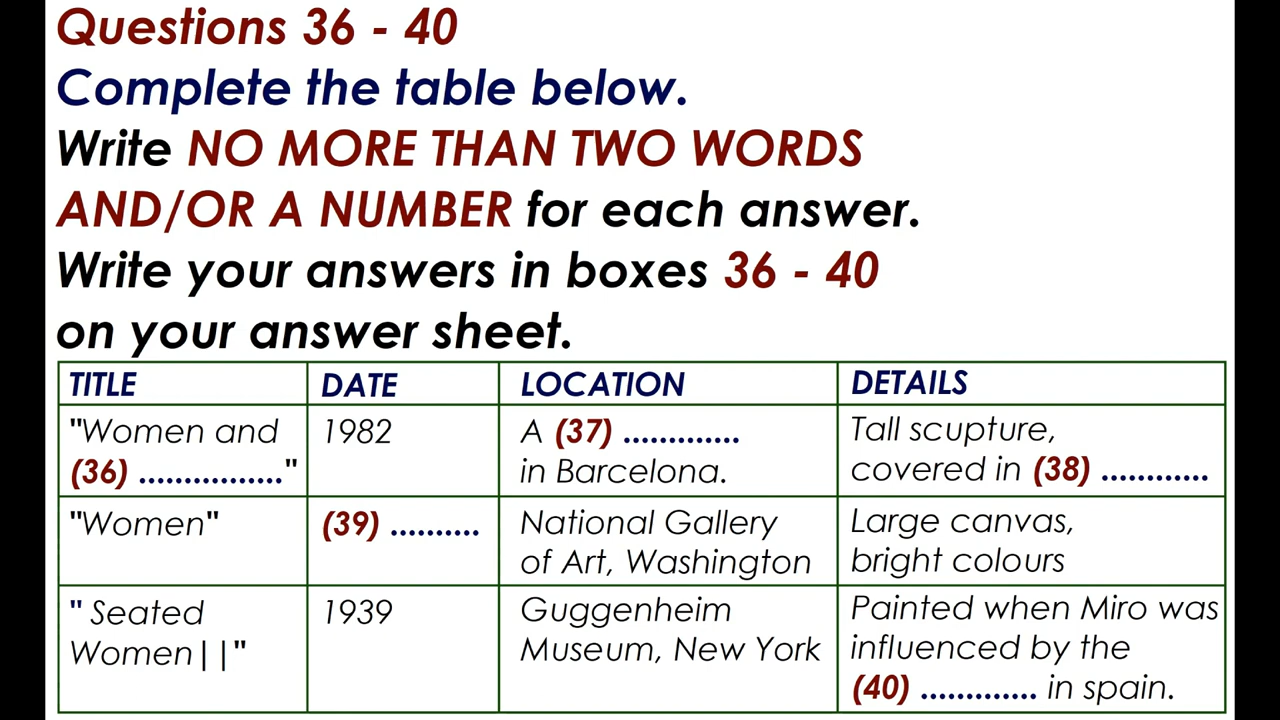 Questions 36 - 40
Complete the table below.
Write NO MORE THAN TWO WORDS
AND/OR A NUMBER for each answer.
Write your answers in boxes 36 - 40
on your answer sheet.
TITLE DATE LOCATION DETAILS
"Women and
(36) ................"
1982
A (37) .............
in Barcelona.
Tall scupture,
covered in (38) ............
"Women"
(39) ..........
National Gallery
of Art, Washington
Large canvas,
bright colours
" Seated
Women||"
1939
Guggenheim
Museum, New York
Painted when Miro was
influenced by the
(40) ............. in spain.